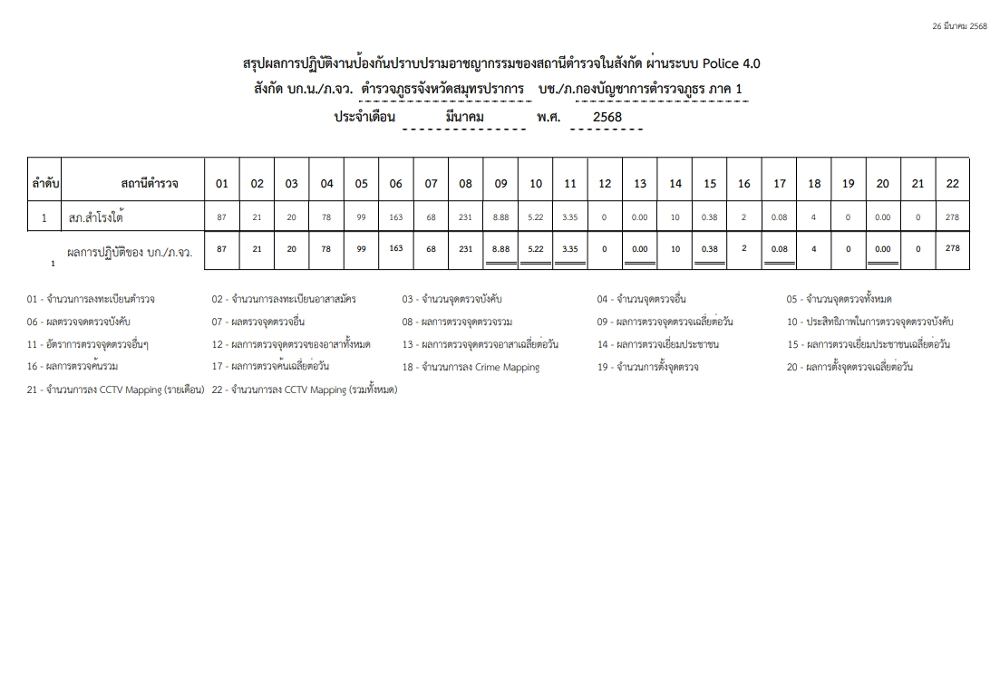 26 มีนาคม 2568
สรุปผลการปฏิบัติงานป้องกันปราบปรามอาชญากรรมของสถานีตำรวจในสังกัด ผ่านระบบ Police 4.0
สังกัด บก.น./ภ.จว. ตำรวจภูธรจังหวัดสมุทรปราการ บช./ภ.กองบัญชาการตำรวจภูธร ภาค 1
ประจำเดือน มีนาคม พ.ศ. 2568
ลำดับ สถานีตำรวจ 01 02 03 04 05 06 07 08 09 10 11 12 13 14 15 16 17 18 19 20 21 22
1 สภ.สำโรงใต้ 87 21 20 78 99 163 68 231 8.88 5.22 3.35 0 0.00 10 0.38 2 0.08 4 0 0.00 0 278
ผลการปฏิบัติของ บก./ภ.จว. 87 21 20 78 99 163 68 231 8.88 5.22 3.35 0 0.00 10 0.38 2 0.08 4 0 0.00 0 278
1
01 - จำนวนการลงทะเบียนตำรวจ 02 - จำนวนการลงทะเบียนอาสาสมัคร 03 - จำนวนจุดตรวจบังคับ 04 - จำนวนจุดตรวจอื่น 05 - จำนวนจุดตรวจทั้งหมด
06 - ผลตรวจจดตรวจบังคับ 07 - ผลตรวจจุดตรวจอื่น 08 - ผลการตรวจจุดตรวจรวม 09 - ผลการตรวจจุดตรวจเฉลี่ยต่อวัน 10 - ประสิทธิภาพในการตรวจจุดตรวจบังคับ
11 - อัตราการตรวจจุดตรวจอื่นๆ 12 - ผลการตรวจจุดตรวจของอาสาทั้งหมด 13 - ผลการตรวจจุดตรวจอาสาเฉลี่ยต่อวัน 14 - ผลการตรวจเยี่ยมประชาชน 15 - ผลการตรวจเยี่ยมประชาชนเฉลี่ยต่อวัน
16 - ผลการตรวจค้นรวม 17 - ผลการตรวจค้นเฉลี่ยต่อวัน 18 - จำนวนการลง Crime Mapping 19 - จำนวนการตั้งจุดตรวจ 20 - ผลการตั้งจุดตรวจเฉลี่ยต่อวัน
21 - จำนวนการลง CCTV Mapping (รายเดือน) 22 - จำนวนการลง CCTV Mapping (รวมทั้งหมด)